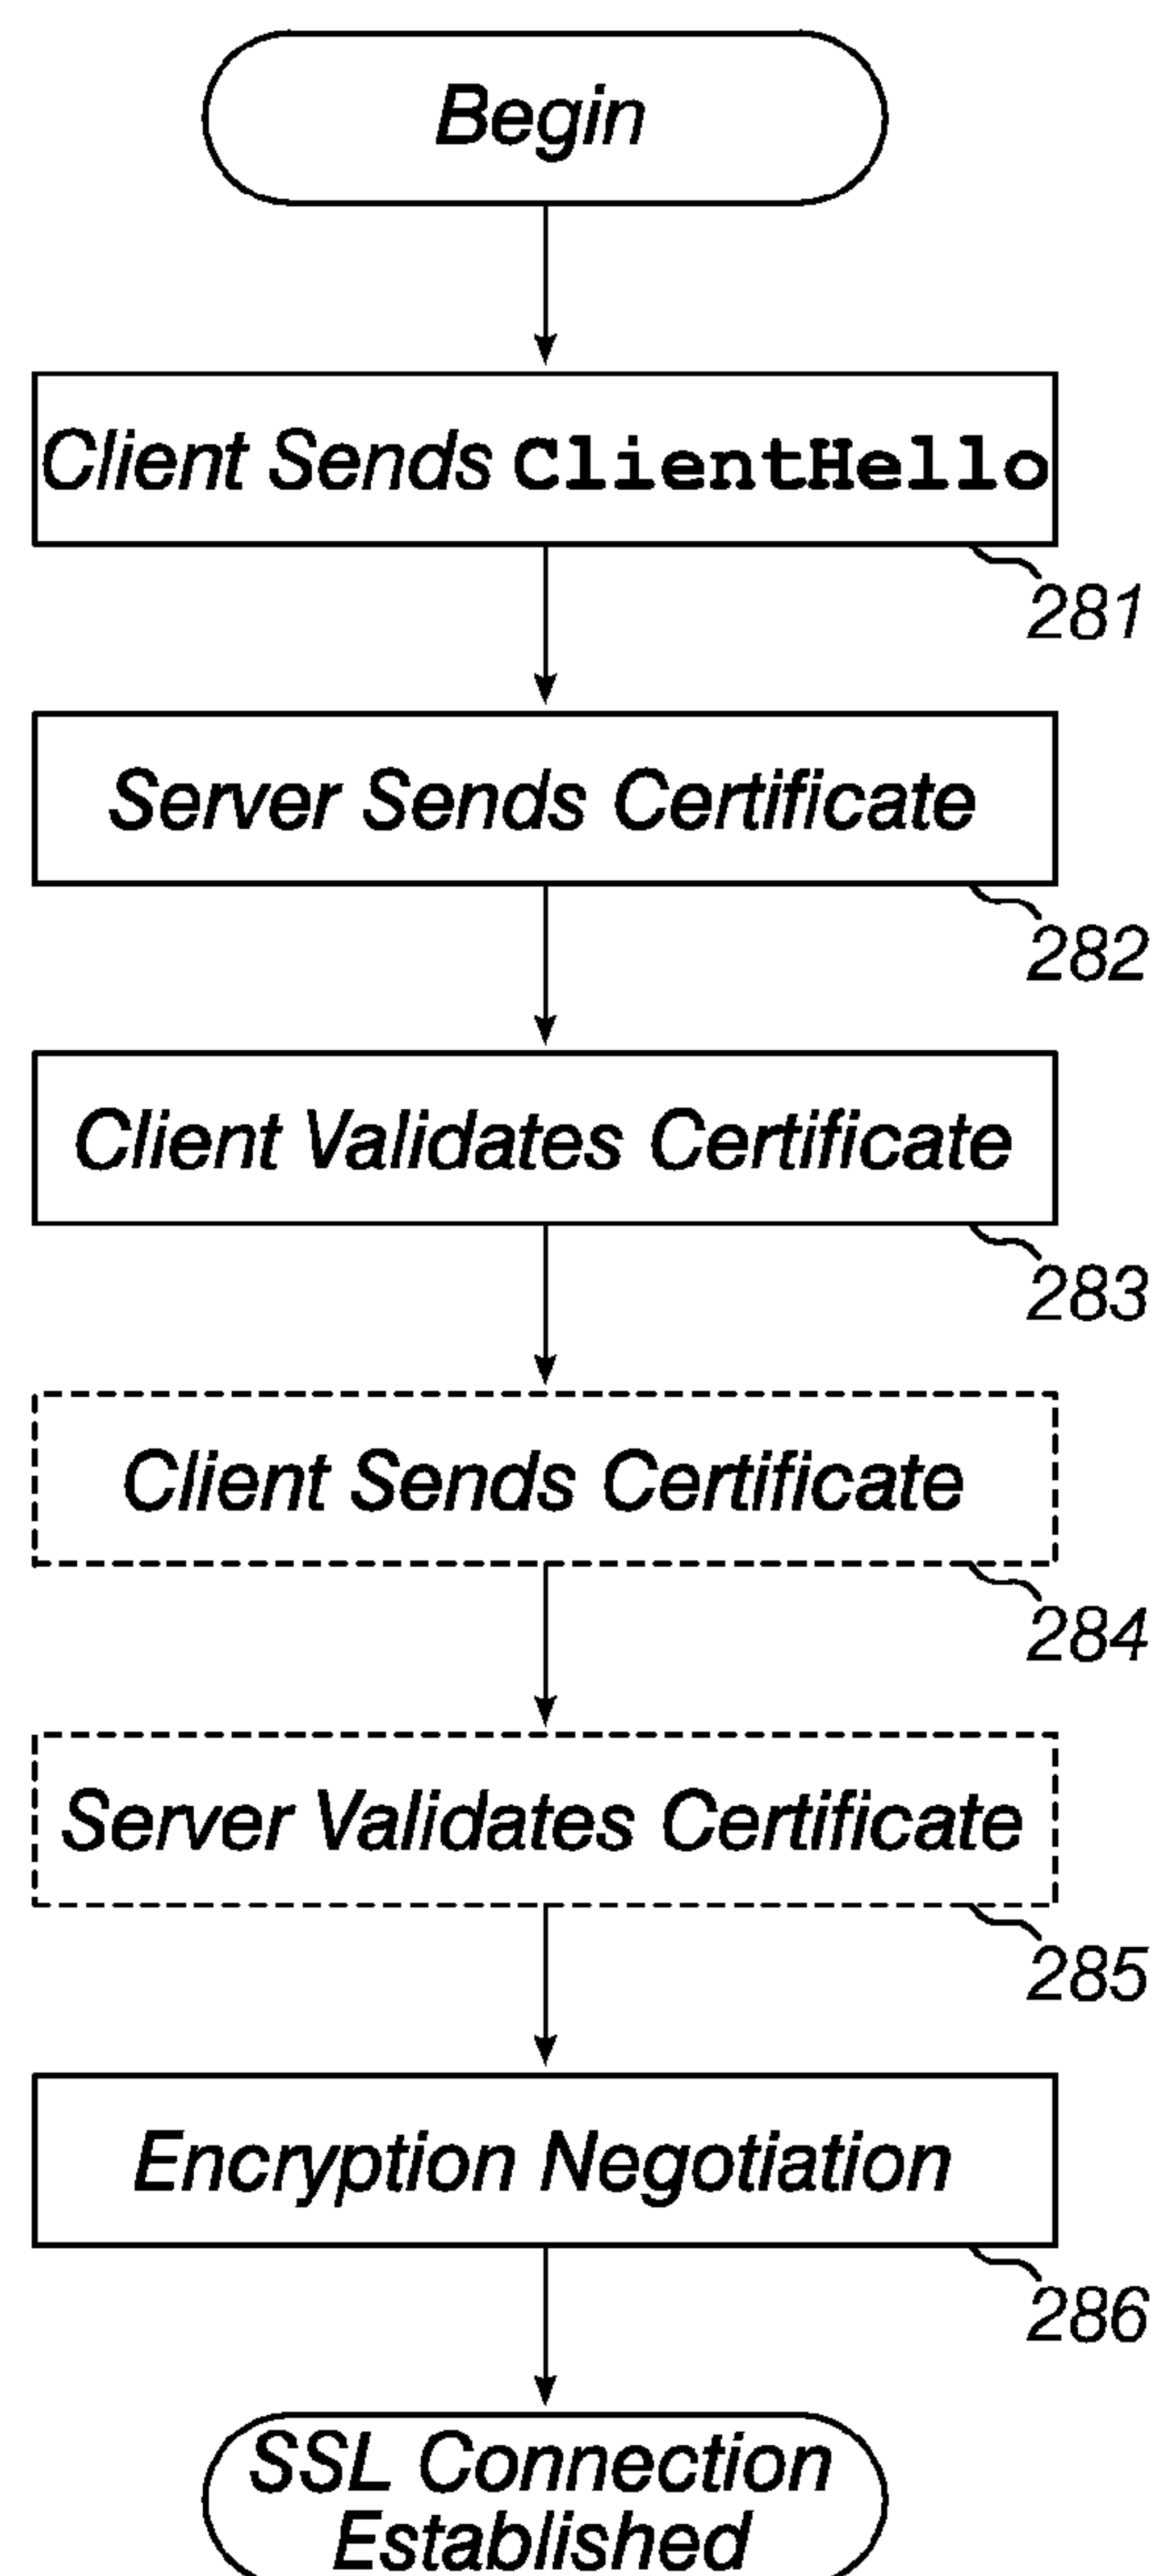 Begin
Client Sends ClientHello
281
Server Sends Certificate
282
Client Validates Certificate
283
Client Sends Certificate
284
Server Validates Certificate
285
Encryption Negotiation
286
SSL Connection
Established